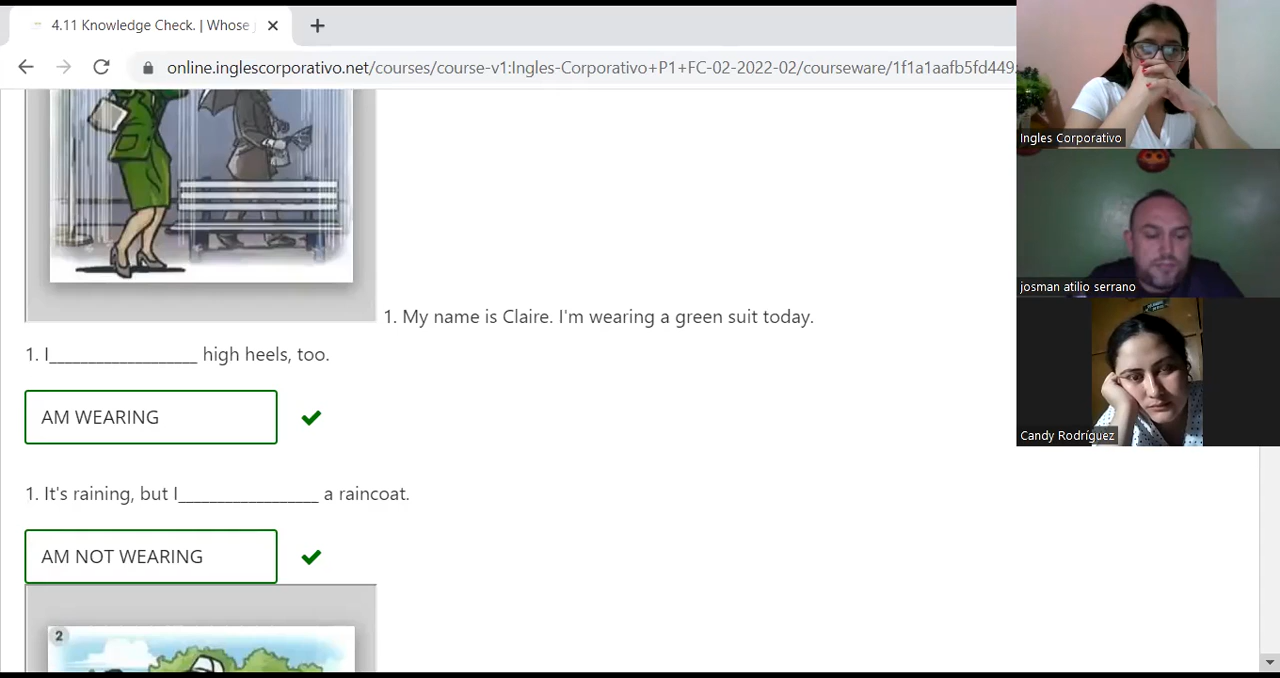 4.11 Knowledge Check. | Whose
online.inglescorporativo.net/courses/course-v1:Ingles-Corporativo+P1+FC-02-2022-02/courseware/1f1a1aafb5fd449
Ingles Corporativo
josman atilio serrano
1. My name is Claire. I'm wearing a green suit today.
1. I__________________ high heels, too.
Candy Rodríguez
AM WEARING
1. It's raining, but I_________________ a raincoat.
AM NOT WEARING
2